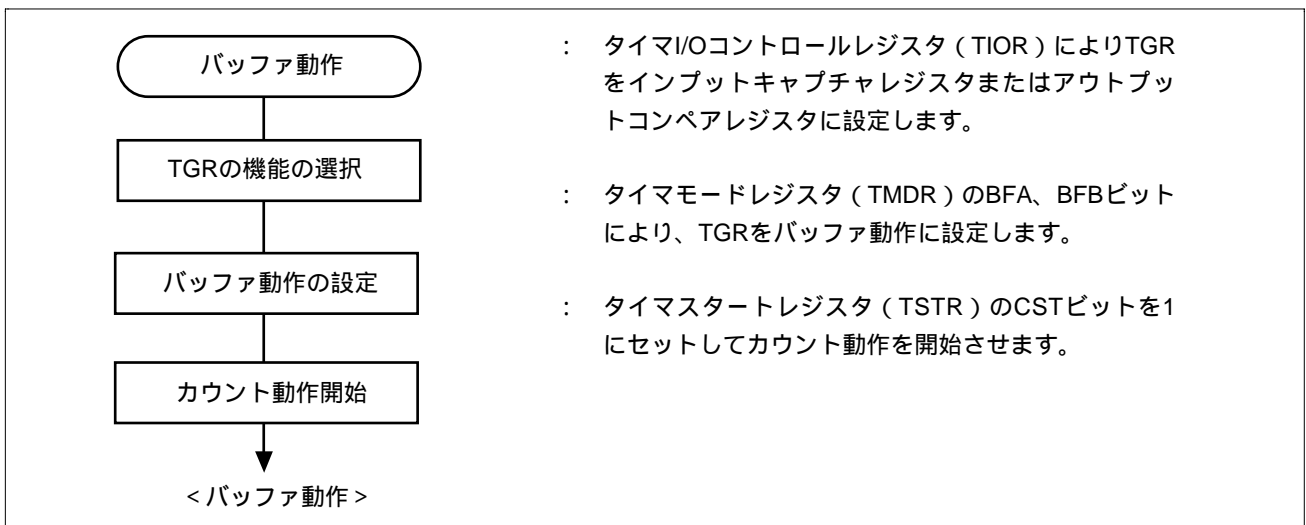 バッファ動作
TGRの機能の選択
バッファ動作の設定
カウント動作開始
＜バッファ動作＞
： タイマI/Oコントロールレジスタ（TIOR）によりTGR
をインプットキャプチャレジスタまたはアウトプッ
トコンペアレジスタに設定します。
： タイマモードレジスタ（TMDR）のBFA、BFBビット
により、TGRをバッファ動作に設定します。
： タイマスタートレジスタ（TSTR）のCSTビットを1
にセットしてカウント動作を開始させます。